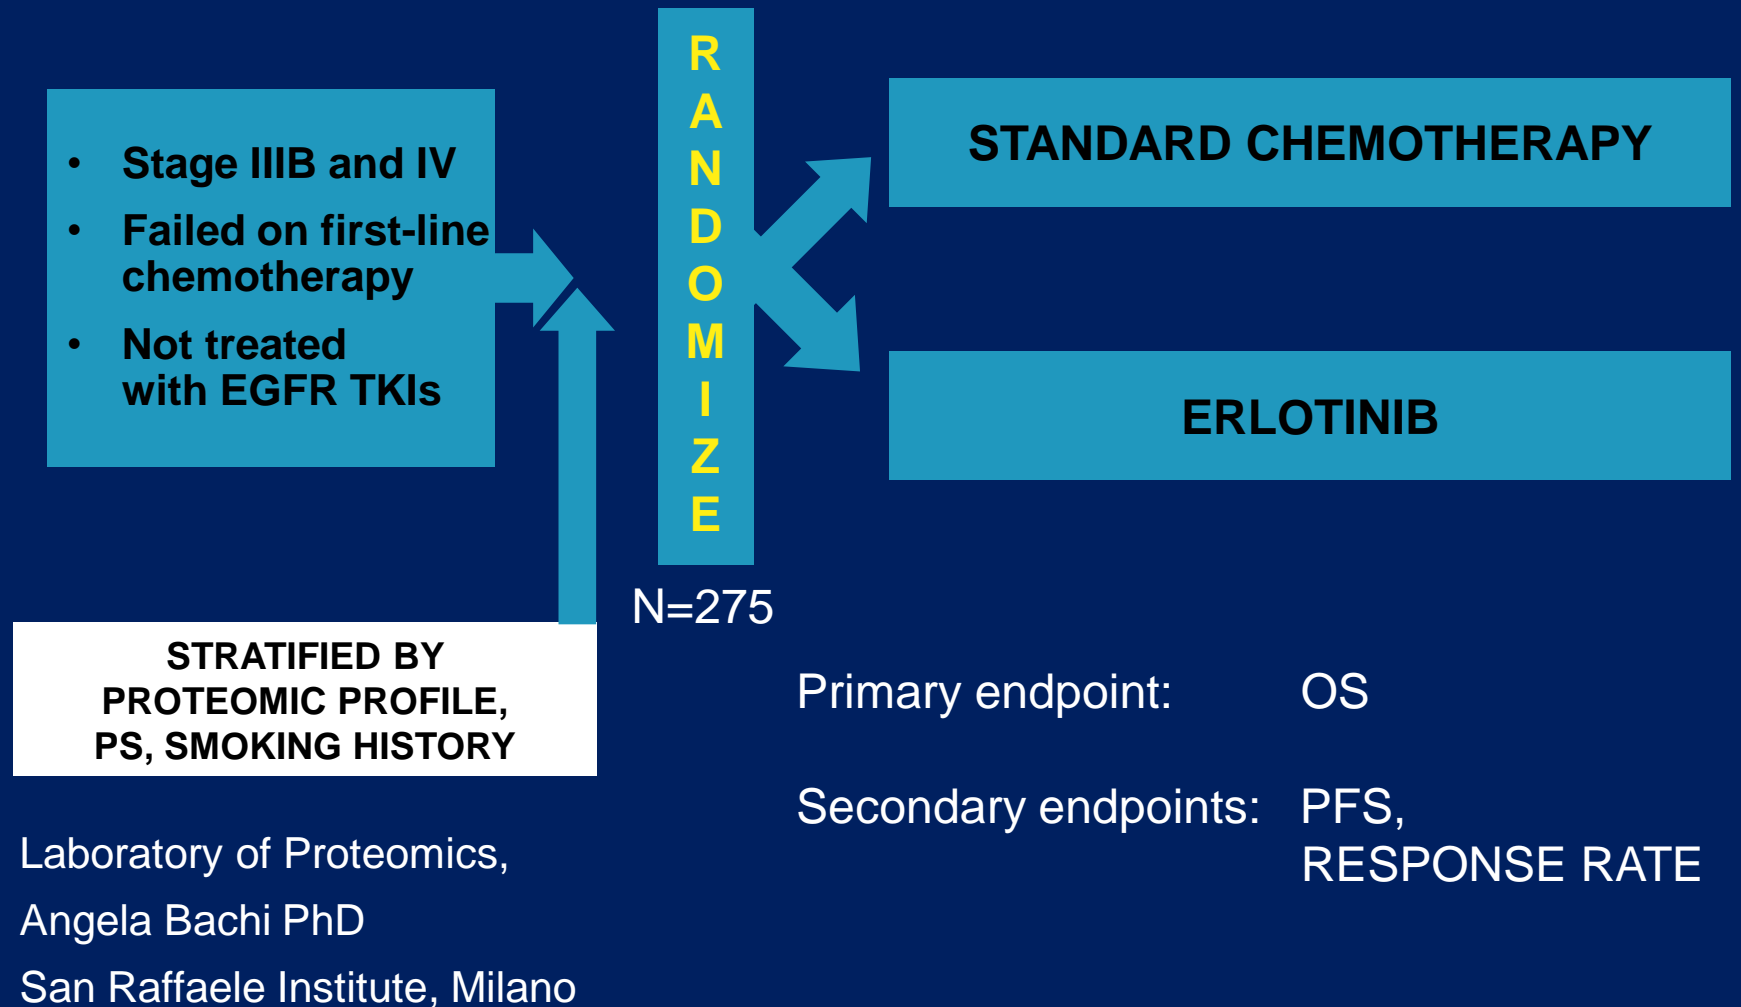 • Stage IIIB and IV
• Failed on first-line
chemotherapy
• Not treated
with EGFR TKIs
R
A
N
D
O
M
I
Z
E
N=275
STANDARD CHEMOTHERAPY
ERLOTINIB
STRATIFIED BY
PROTEOMIC PROFILE,
PS, SMOKING HISTORY
Laboratory of Proteomics,
Angela Bachi PhD
San Raffaele Institute, Milano
Primary endpoint: OS
Secondary endpoints: PFS,
RESPONSE RATE